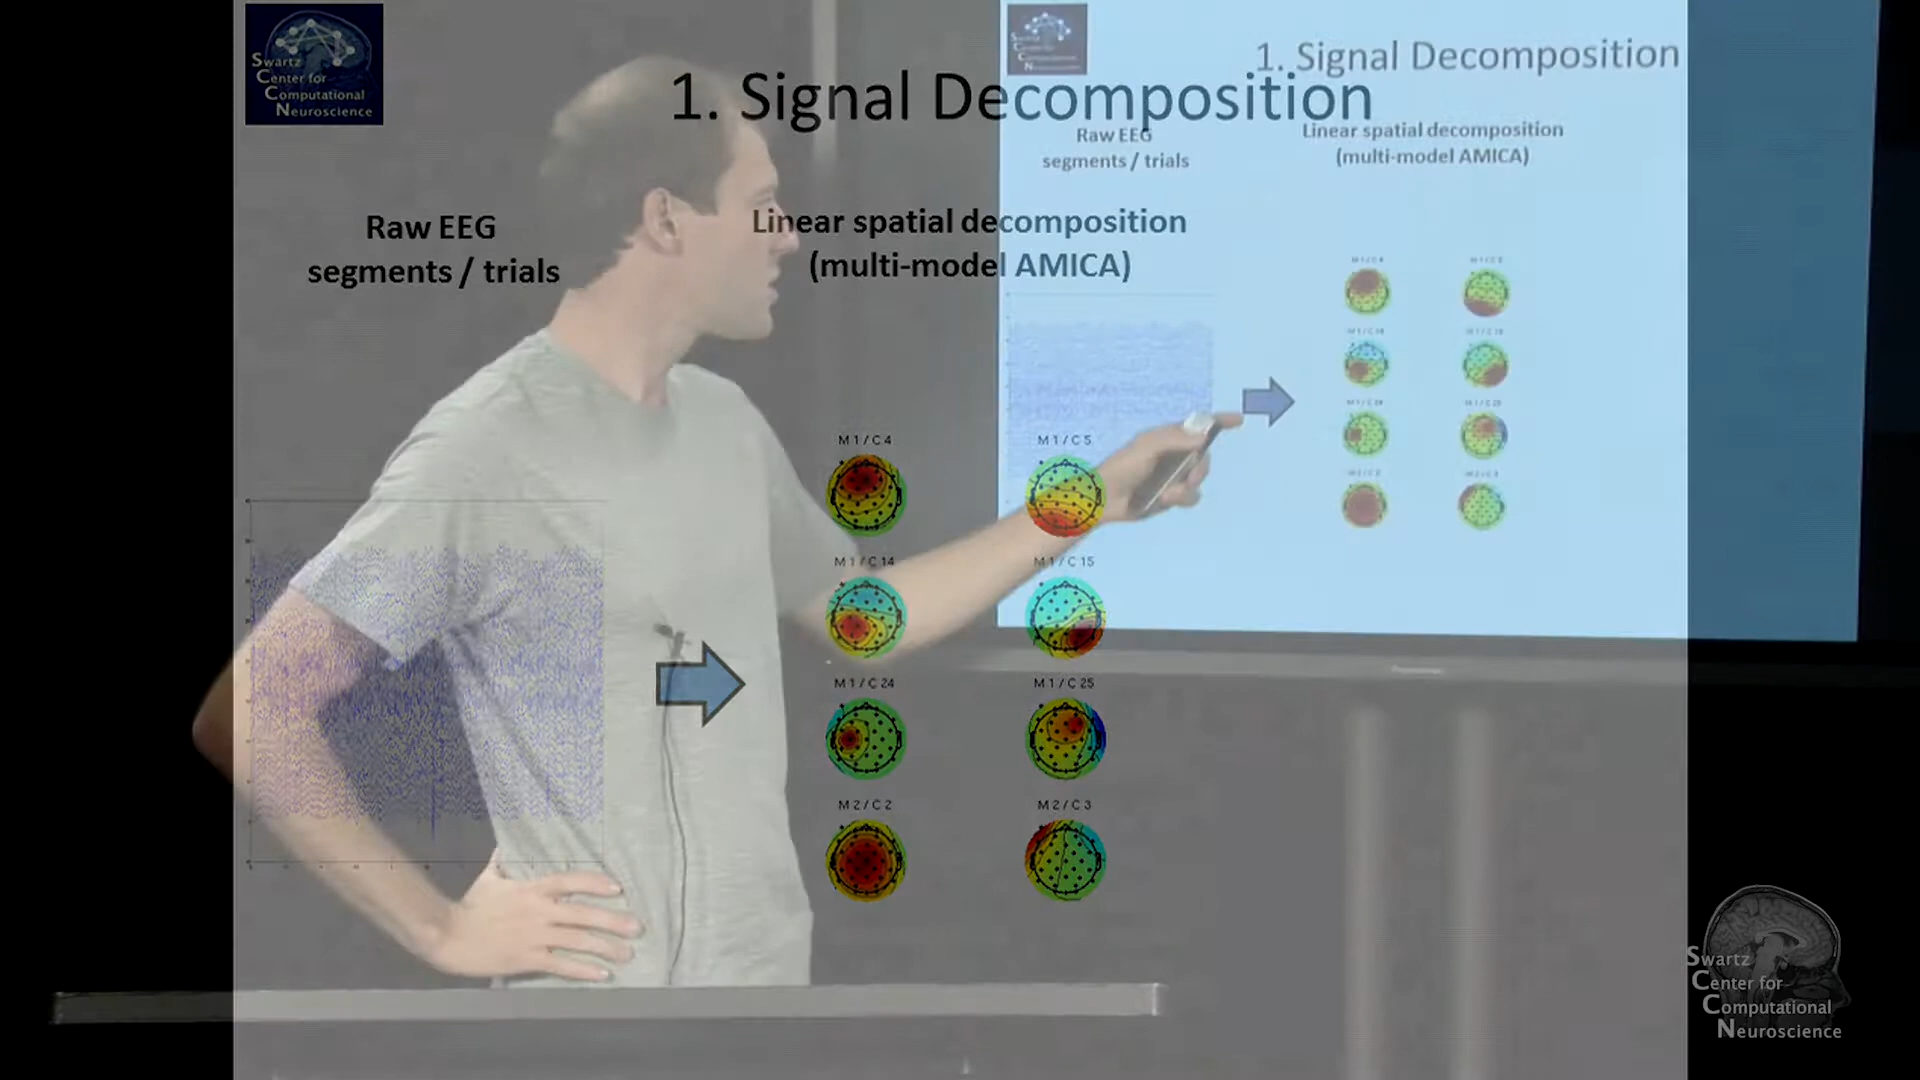 Swartz
Center for
Computational
Neuroscience
1. Signal Decomposition
Raw EEG
segments / trials
Linear spatial decomposition
(multi-model AMICA)
M1/C4
M1/C5
M1/C14
M1/C15
M1/C24
M1/C25
M2/C2
M2/C3
1. Signal Decomposition
Raw EEG
segments / trials
Linear spatial decomposition
(multi-model AMICA)
Swartz
Center for
Computational
Neuroscience